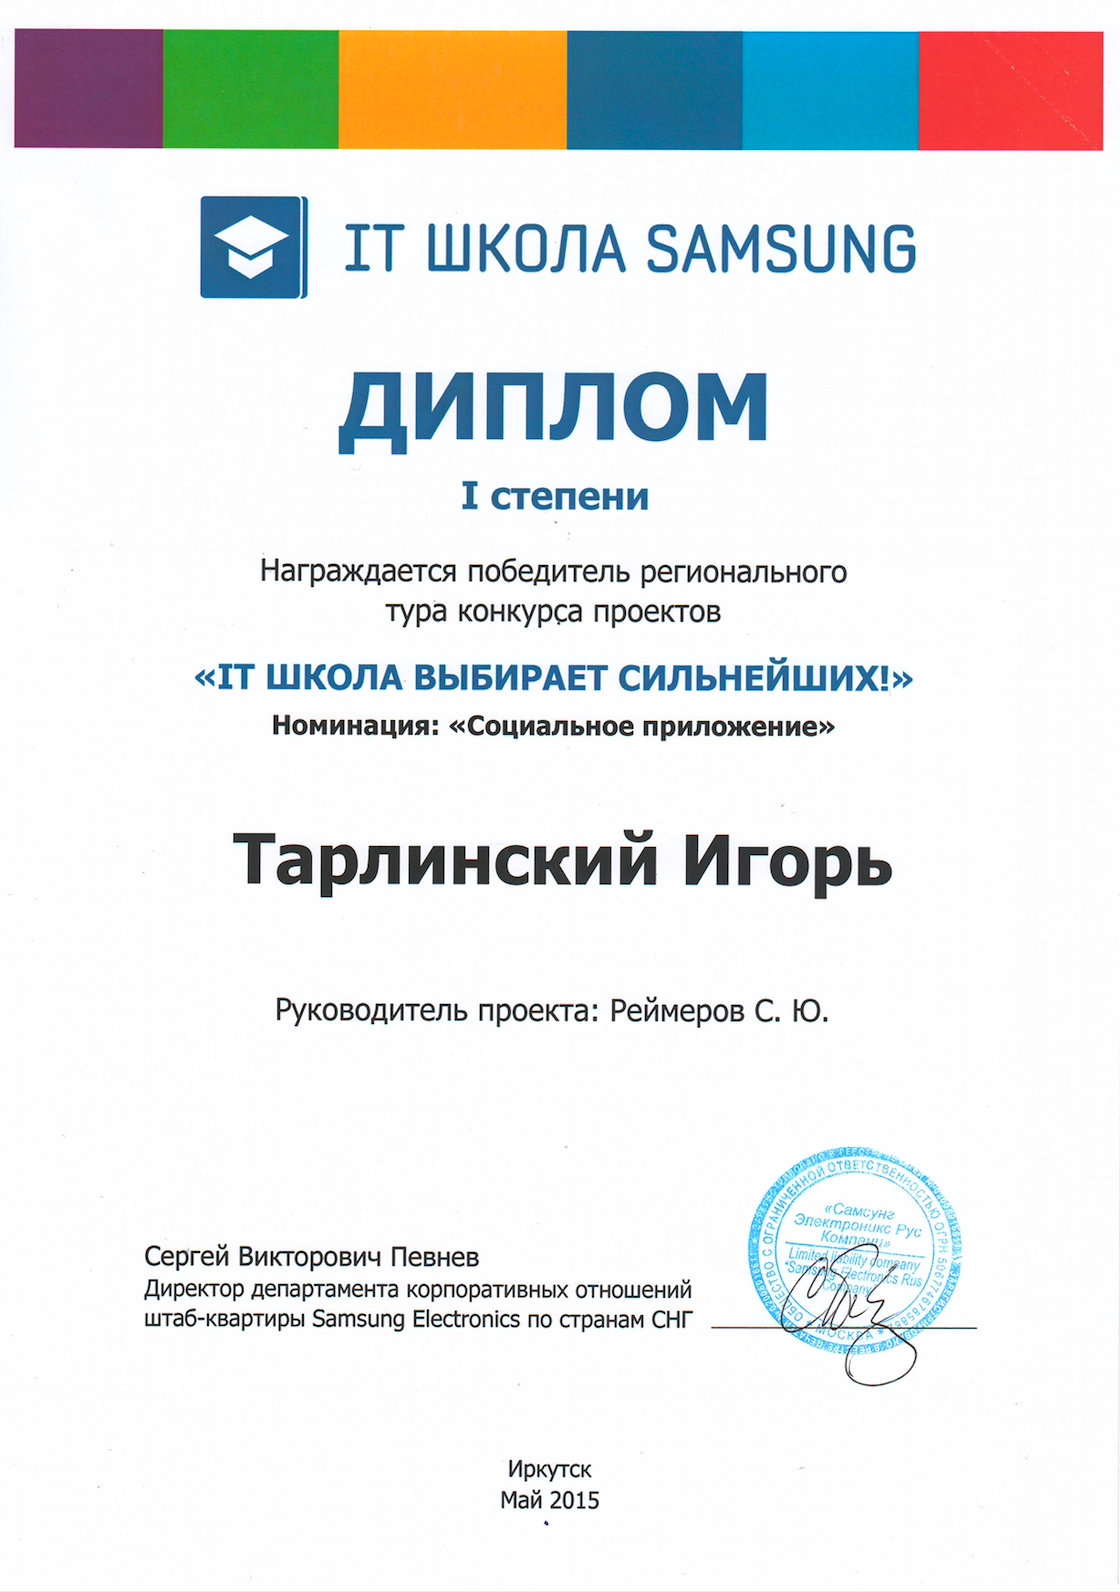 IT ШКОЛА SAMSUNG
ДИПЛОМ
I степени
Награждается победитель регионального
тура конкурса проектов
«IT ШКОЛА ВЫБИРАЕТ СИЛЬНЕЙШИХ!»
Номинация: «Социальное приложение»
Тарлинский Игорь
Руководитель проекта: Реймеров С. Ю.
ОБЩЕСТВО С ОГРАНИЧЕННОЙ ОТВЕТСТВЕННОСТЬЮ ОГРН
«Самсунг
Электроникс Рус
Компани»
Limited liability company
"Samsung Electronics Rus
Company"
* МОСКВА *
Сергей Викторович Певнев
Директор департамента корпоративных отношений
штаб-квартиры Samsung Electronics по странам СНГ
Иркутск
Май 2015